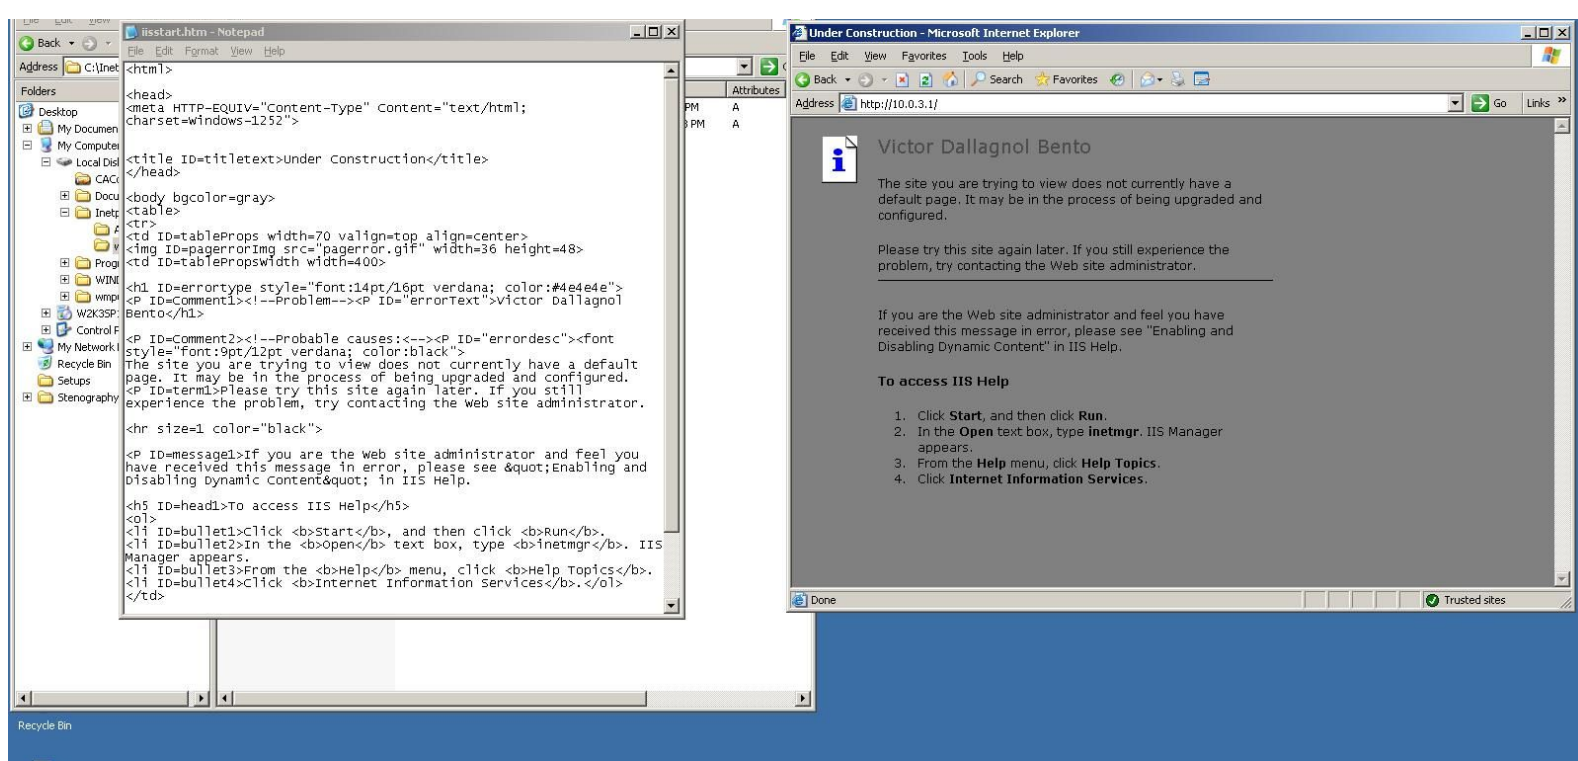 File Edit View
Back
Address C:\Inet
Folders
Desktop
My Documen
My Compute
Local Disl
Docu
Inetp
Progr
WIND
wmpu
W2K3SP
Control P
My Network
Recycle Bin
Setups
Stenography
iisstart.htm - Notepad
File Edit Format View Help
<html>
<head>
<meta HTTP-EQUIV="Content-Type" Content="text/html;
charset=Windows-1252">
<title ID=titletext>Under Construction</title>
</head>
<body bgcolor=gray>
<table>
<tr>
<td ID=tableProps width=70 valign=top align=center>
<img ID=pagerrorImg src="pagerror.gif" width=36 height=48>
<td ID=tablePropsWidth width=400>
<h1 ID=errortype style="font:14pt/16pt verdana; color:#4e4e4e">
<P ID=Comment1><!--Problem--><P ID="errorText">Victor Dallagnol
Bento</h1>
<P ID=Comment2><!--Probable causes:<--><P ID="errordesc"><font
style="font:9pt/12pt verdana; color:black">
The site you are trying to view does not currently have a default
page. It may be in the process of being upgraded and configured.
<P ID=term1>Please try this site again later. If you still
experience the problem, try contacting the Web site administrator.
<hr size=1 color="black">
<P ID=message1>If you are the Web site administrator and feel you
have received this message in error, please see &quot;Enabling and
Disabling Dynamic Content&quot; in IIS Help.
<h5 ID=head1>To access IIS Help</h5>
<ol>
<li ID=bullet1>Click <b>Start</b>, and then click <b>Run</b>.
<li ID=bullet2>In the <b>Open</b> text box, type <b>inetmgr</b>. IIS
Manager appears.
<li ID=bullet3>From the <b>Help</b> menu, click <b>Help Topics</b>.
<li ID=bullet4>Click <b>Internet Information Services</b>.</ol>
</td>
Attributes
PM A
PM A
Recycle Bin
Under Construction - Microsoft Internet Explorer
File Edit View Favorites Tools Help
Back Search Favorites
Address http://10.0.3.1/ Go Links »
Victor Dallagnol Bento
The site you are trying to view does not currently have a
default page. It may be in the process of being upgraded and
configured.
Please try this site again later. If you still experience the
problem, try contacting the Web site administrator.
If you are the Web site administrator and feel you have
received this message in error, please see "Enabling and
Disabling Dynamic Content" in IIS Help.
To access IIS Help
1. Click Start, and then click Run.
2. In the Open text box, type inetmgr. IIS Manager
appears.
3. From the Help menu, click Help Topics.
4. Click Internet Information Services.
Done Trusted sites